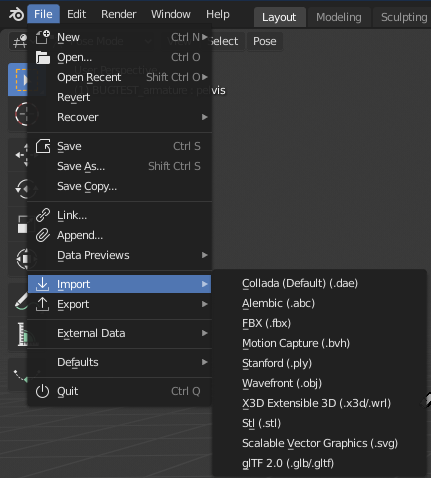 File Edit Render Window Help Layout Modeling Sculpting
New Ctrl N Select Pose
Open... Ctrl O
Open Recent Shift Ctrl O
Revert
Recover
Save Ctrl S
Save As... Shift Ctrl S
Save Copy...
Link...
Append...
Data Previews
Import
Export
External Data
Defaults
Quit Ctrl Q
Collada (Default) (.dae)
Alembic (.abc)
FBX (.fbx)
Motion Capture (.bvh)
Stanford (.ply)
Wavefront (.obj)
X3D Extensible 3D (.x3d/.wrl)
Stl (.stl)
Scalable Vector Graphics (.svg)
glTF 2.0 (.glb/.gltf)